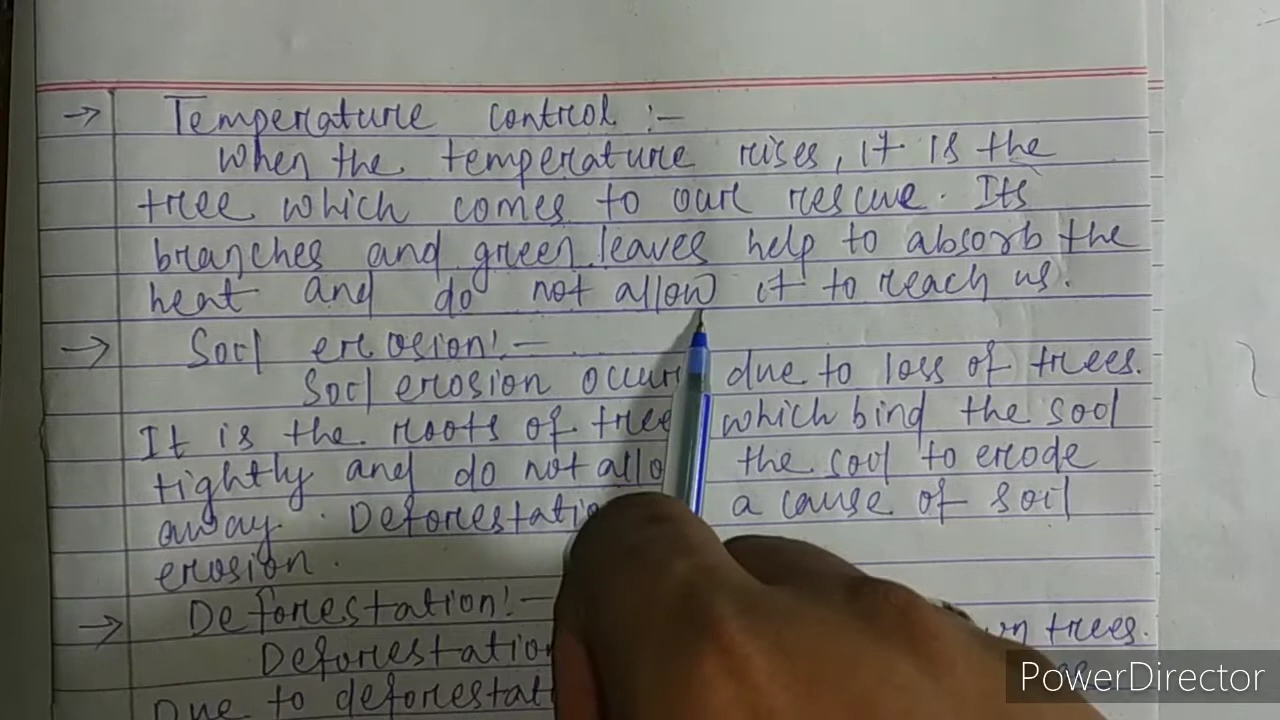 → Temperature control :-
When the temperature rises, it is the
tree which comes to our rescue. Its
branches and green leaves help to absorb the
heat and do not allow it to reach us.
→ Soil erosion :-
Soil erosion occur due to loss of trees.
It is the roots of tree which bind the soil
tightly and do not allo the soil to erode
away. Deforestatio a cause of soil
erosion.
→ Deforestation :-
Deforestation trees.
Due to deforestat
PowerDirector